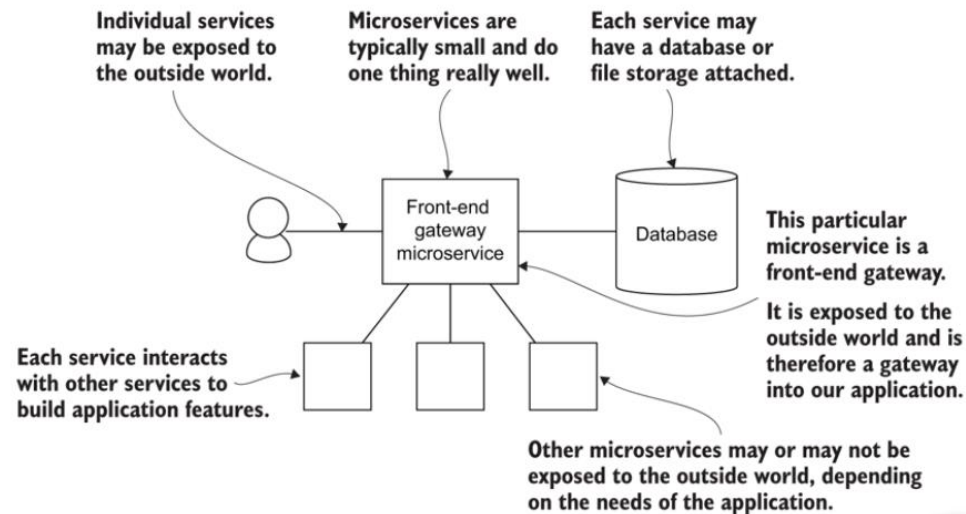 Individual services
may be exposed to
the outside world.
Microservices are
typically small and do
one thing really well.
Each service may
have a database or
file storage attached.
Front-end
gateway
microservice
Database
This particular
microservice is a
front-end gateway.
It is exposed to the
outside world and is
therefore a gateway
into our application.
Each service interacts
with other services to
build application features.
Other microservices may or may not be
exposed to the outside world, depending
on the needs of the application.